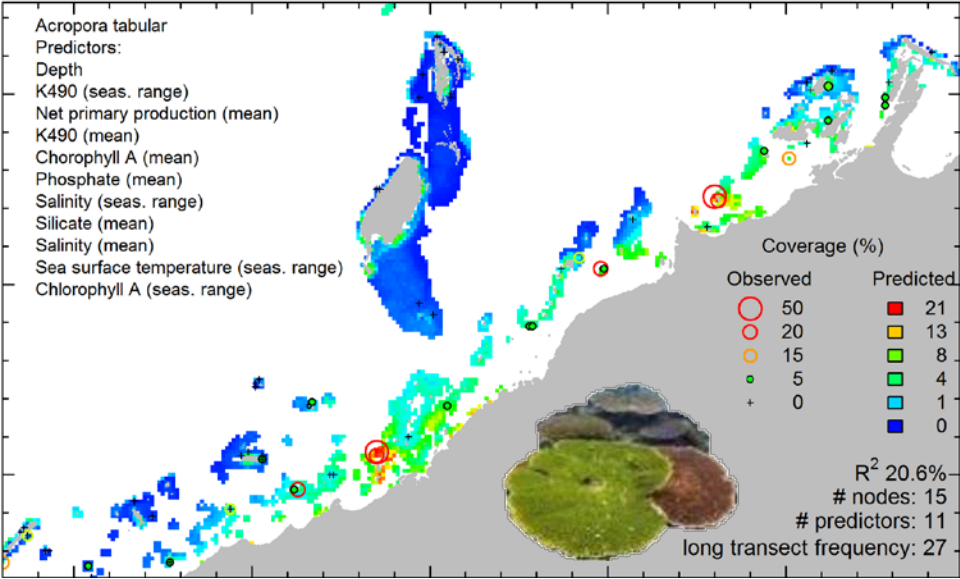 Acropora tabular
Predictors:
Depth
K490 (seas. range)
Net primary production (mean)
K490 (mean)
Chorophyll A (mean)
Phosphate (mean)
Salinity (seas. range)
Silicate (mean)
Salinity (mean)
Sea surface temperature (seas. range)
Chlorophyll A (seas. range)
Coverage (%)
Observed Predicted
50 21
20 13
15 8
5 4
0 1
0
R² 20.6%
# nodes: 15
# predictors: 11
long transect frequency: 27